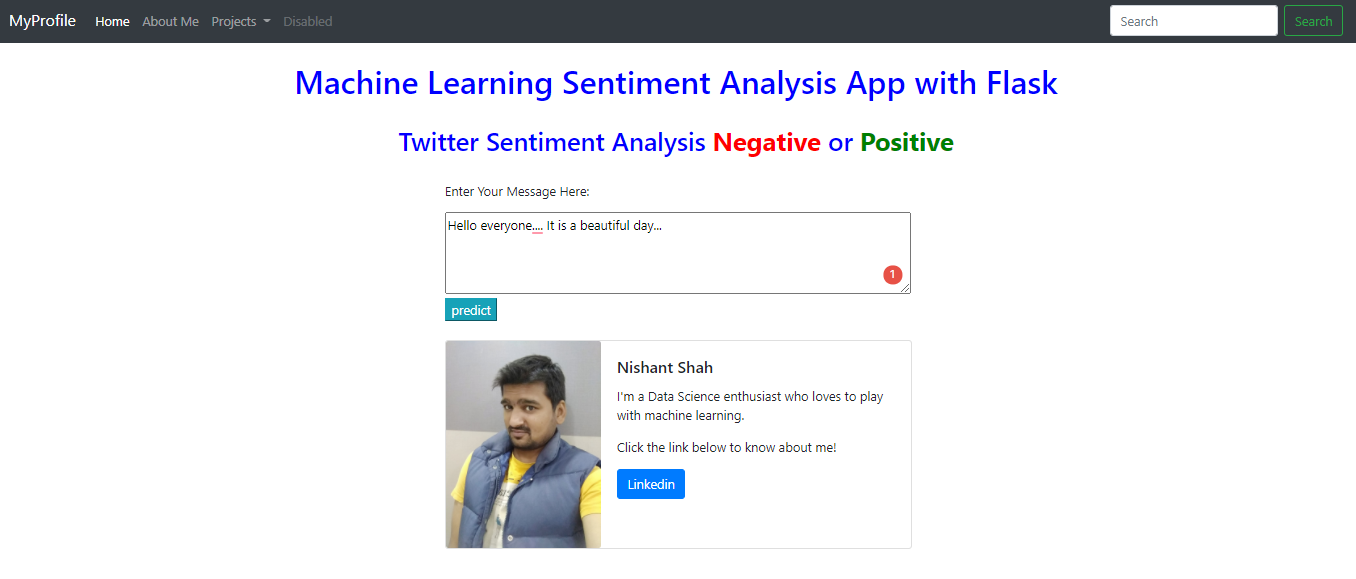 MyProfile Home About Me Projects Disabled Search Search
Machine Learning Sentiment Analysis App with Flask
Twitter Sentiment Analysis Negative or Positive
Enter Your Message Here:
Hello everyone.... It is a beautiful day...
1
predict
Nishant Shah
I'm a Data Science enthusiast who loves to play
with machine learning.
Click the link below to know about me!
Linkedin